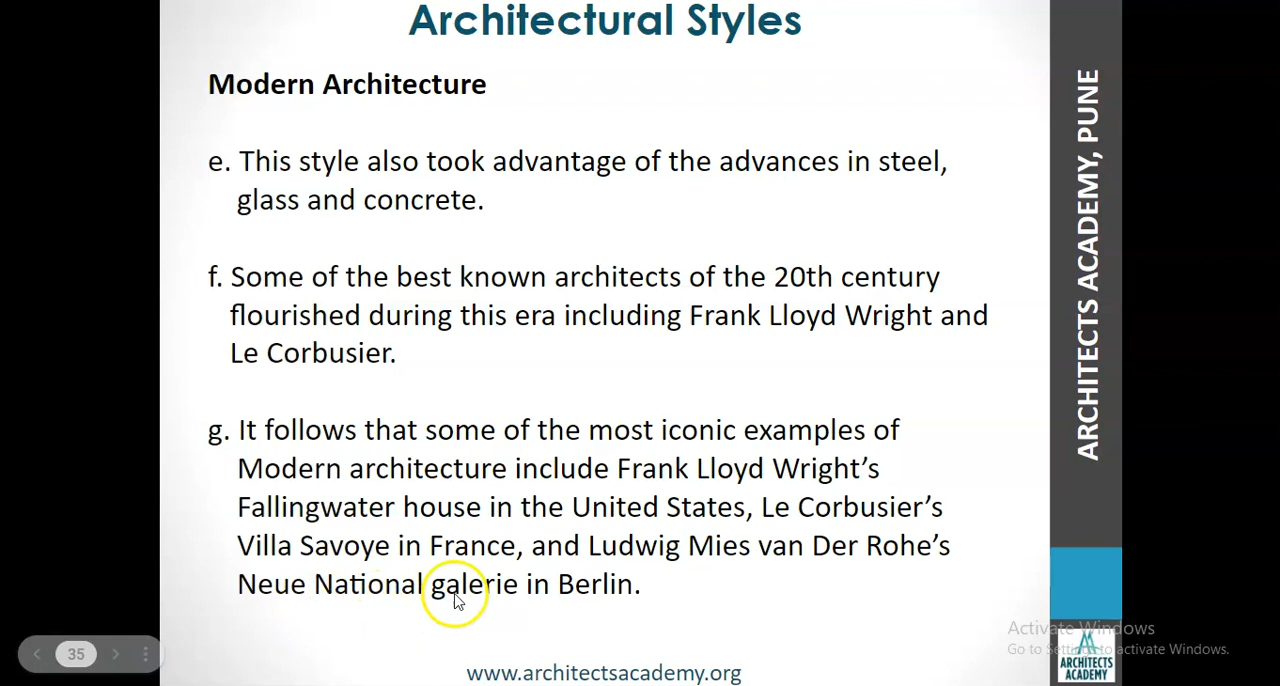 Architectural Styles
Modern Architecture
e. This style also took advantage of the advances in steel,
glass and concrete.
f. Some of the best known architects of the 20th century
flourished during this era including Frank Lloyd Wright and
Le Corbusier.
g. It follows that some of the most iconic examples of
Modern architecture include Frank Lloyd Wright's
Fallingwater house in the United States, Le Corbusier's
Villa Savoye in France, and Ludwig Mies van Der Rohe's
Neue National galerie in Berlin.
35
www.architectsacademy.org
ARCHITECTS ACADEMY, PUNE
Activate Windows
Go to Settings to activate Windows.
ARCHITECTS
ACADEMY